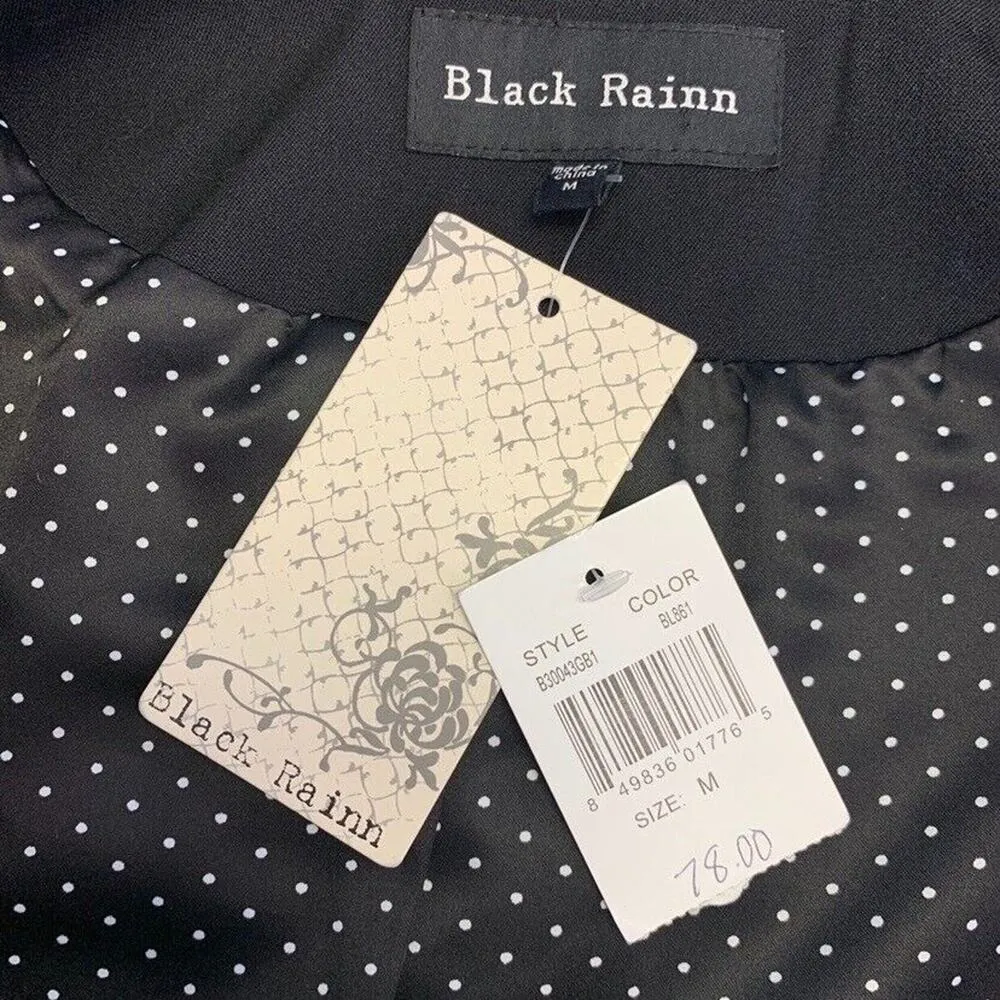 Black Rainn
made in
china
M
Black Rainn
STYLE
COLOR
B30043GB1
BL861
8 49836 01776 5
SIZE: M
78.00